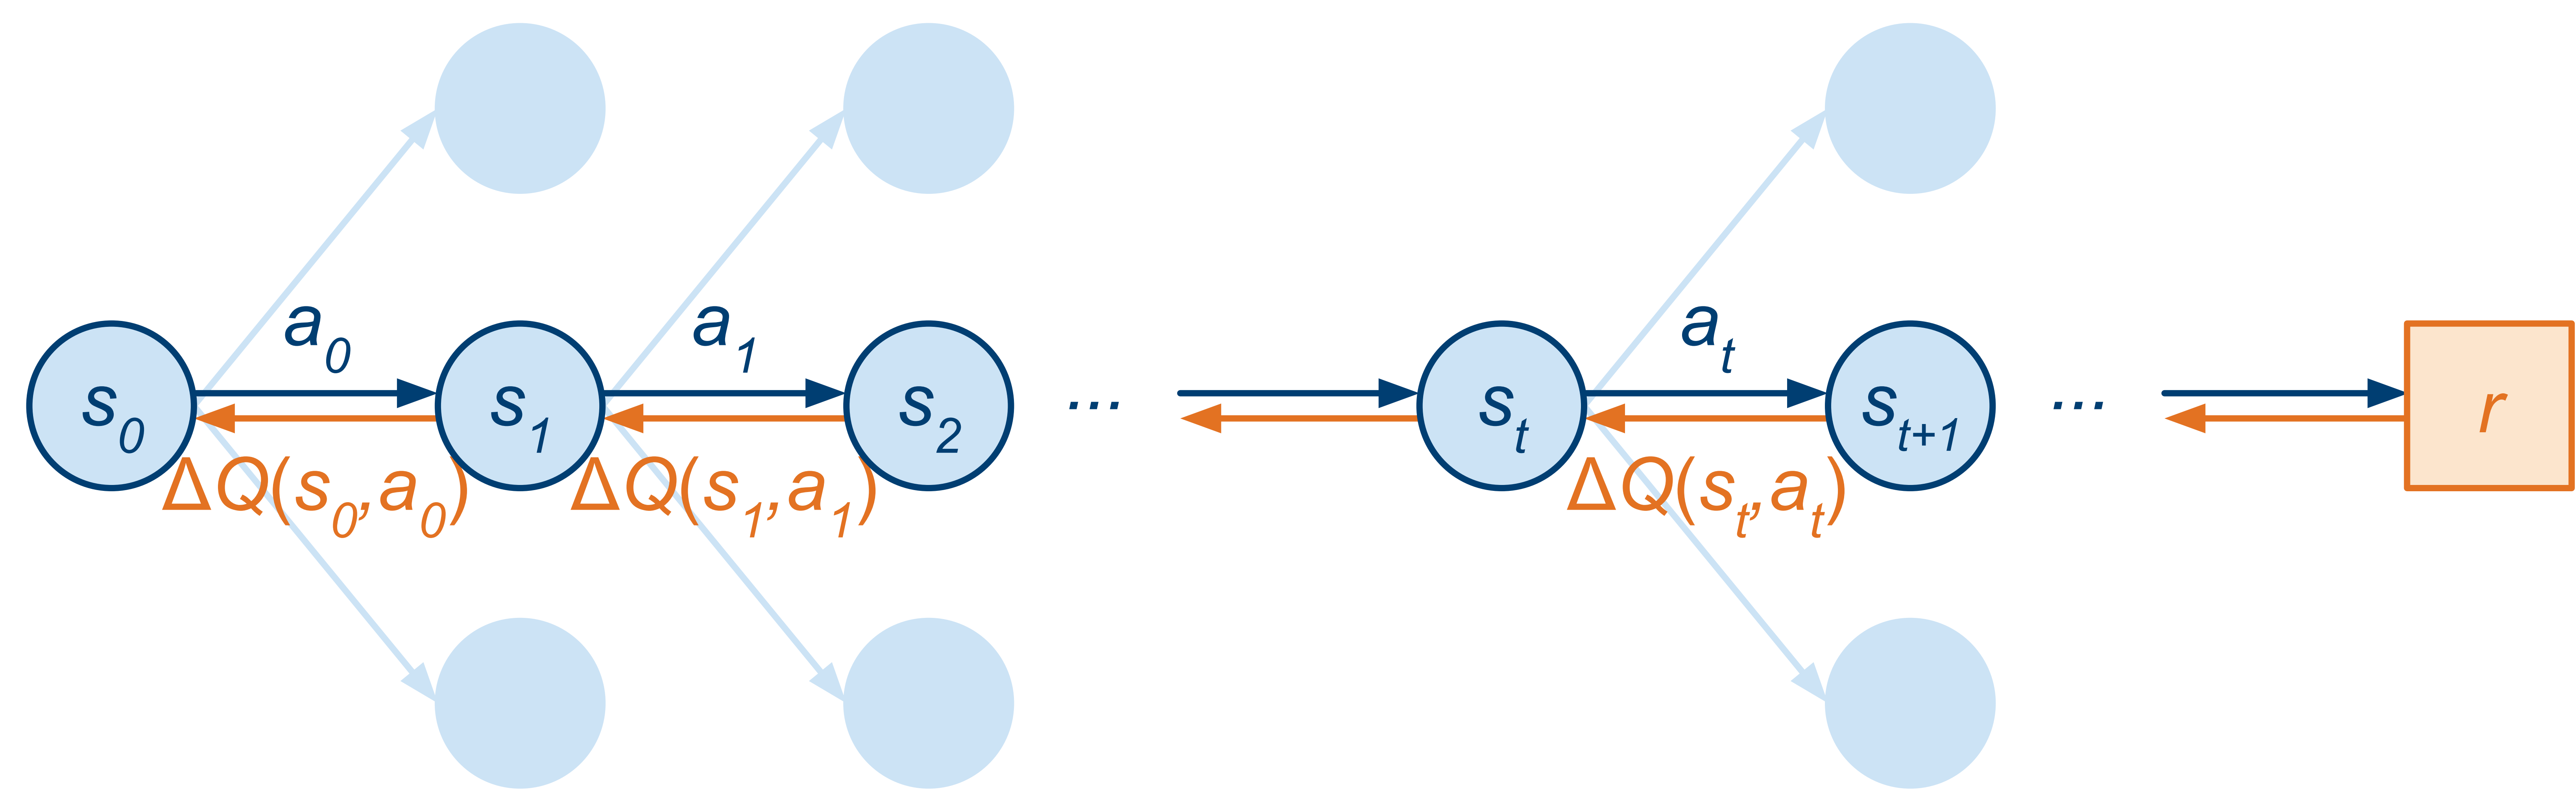 a0 a1 at
s0 s1 s2 ... st st+1 ... r
ΔQ(s0,a0) ΔQ(s1,a1) ΔQ(st,at)